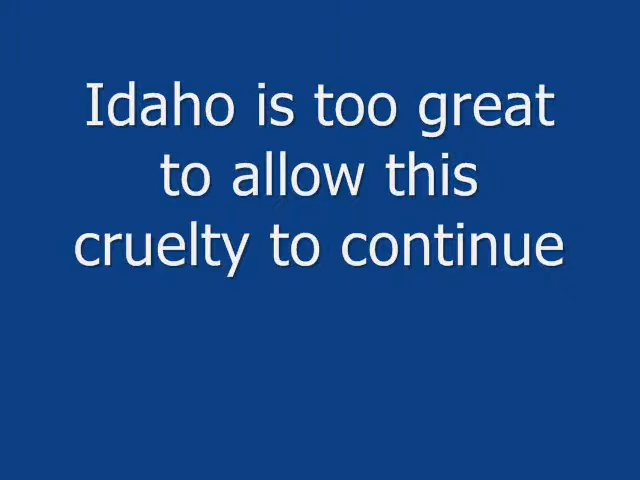 Idaho is too great
to allow this
cruelty to continue